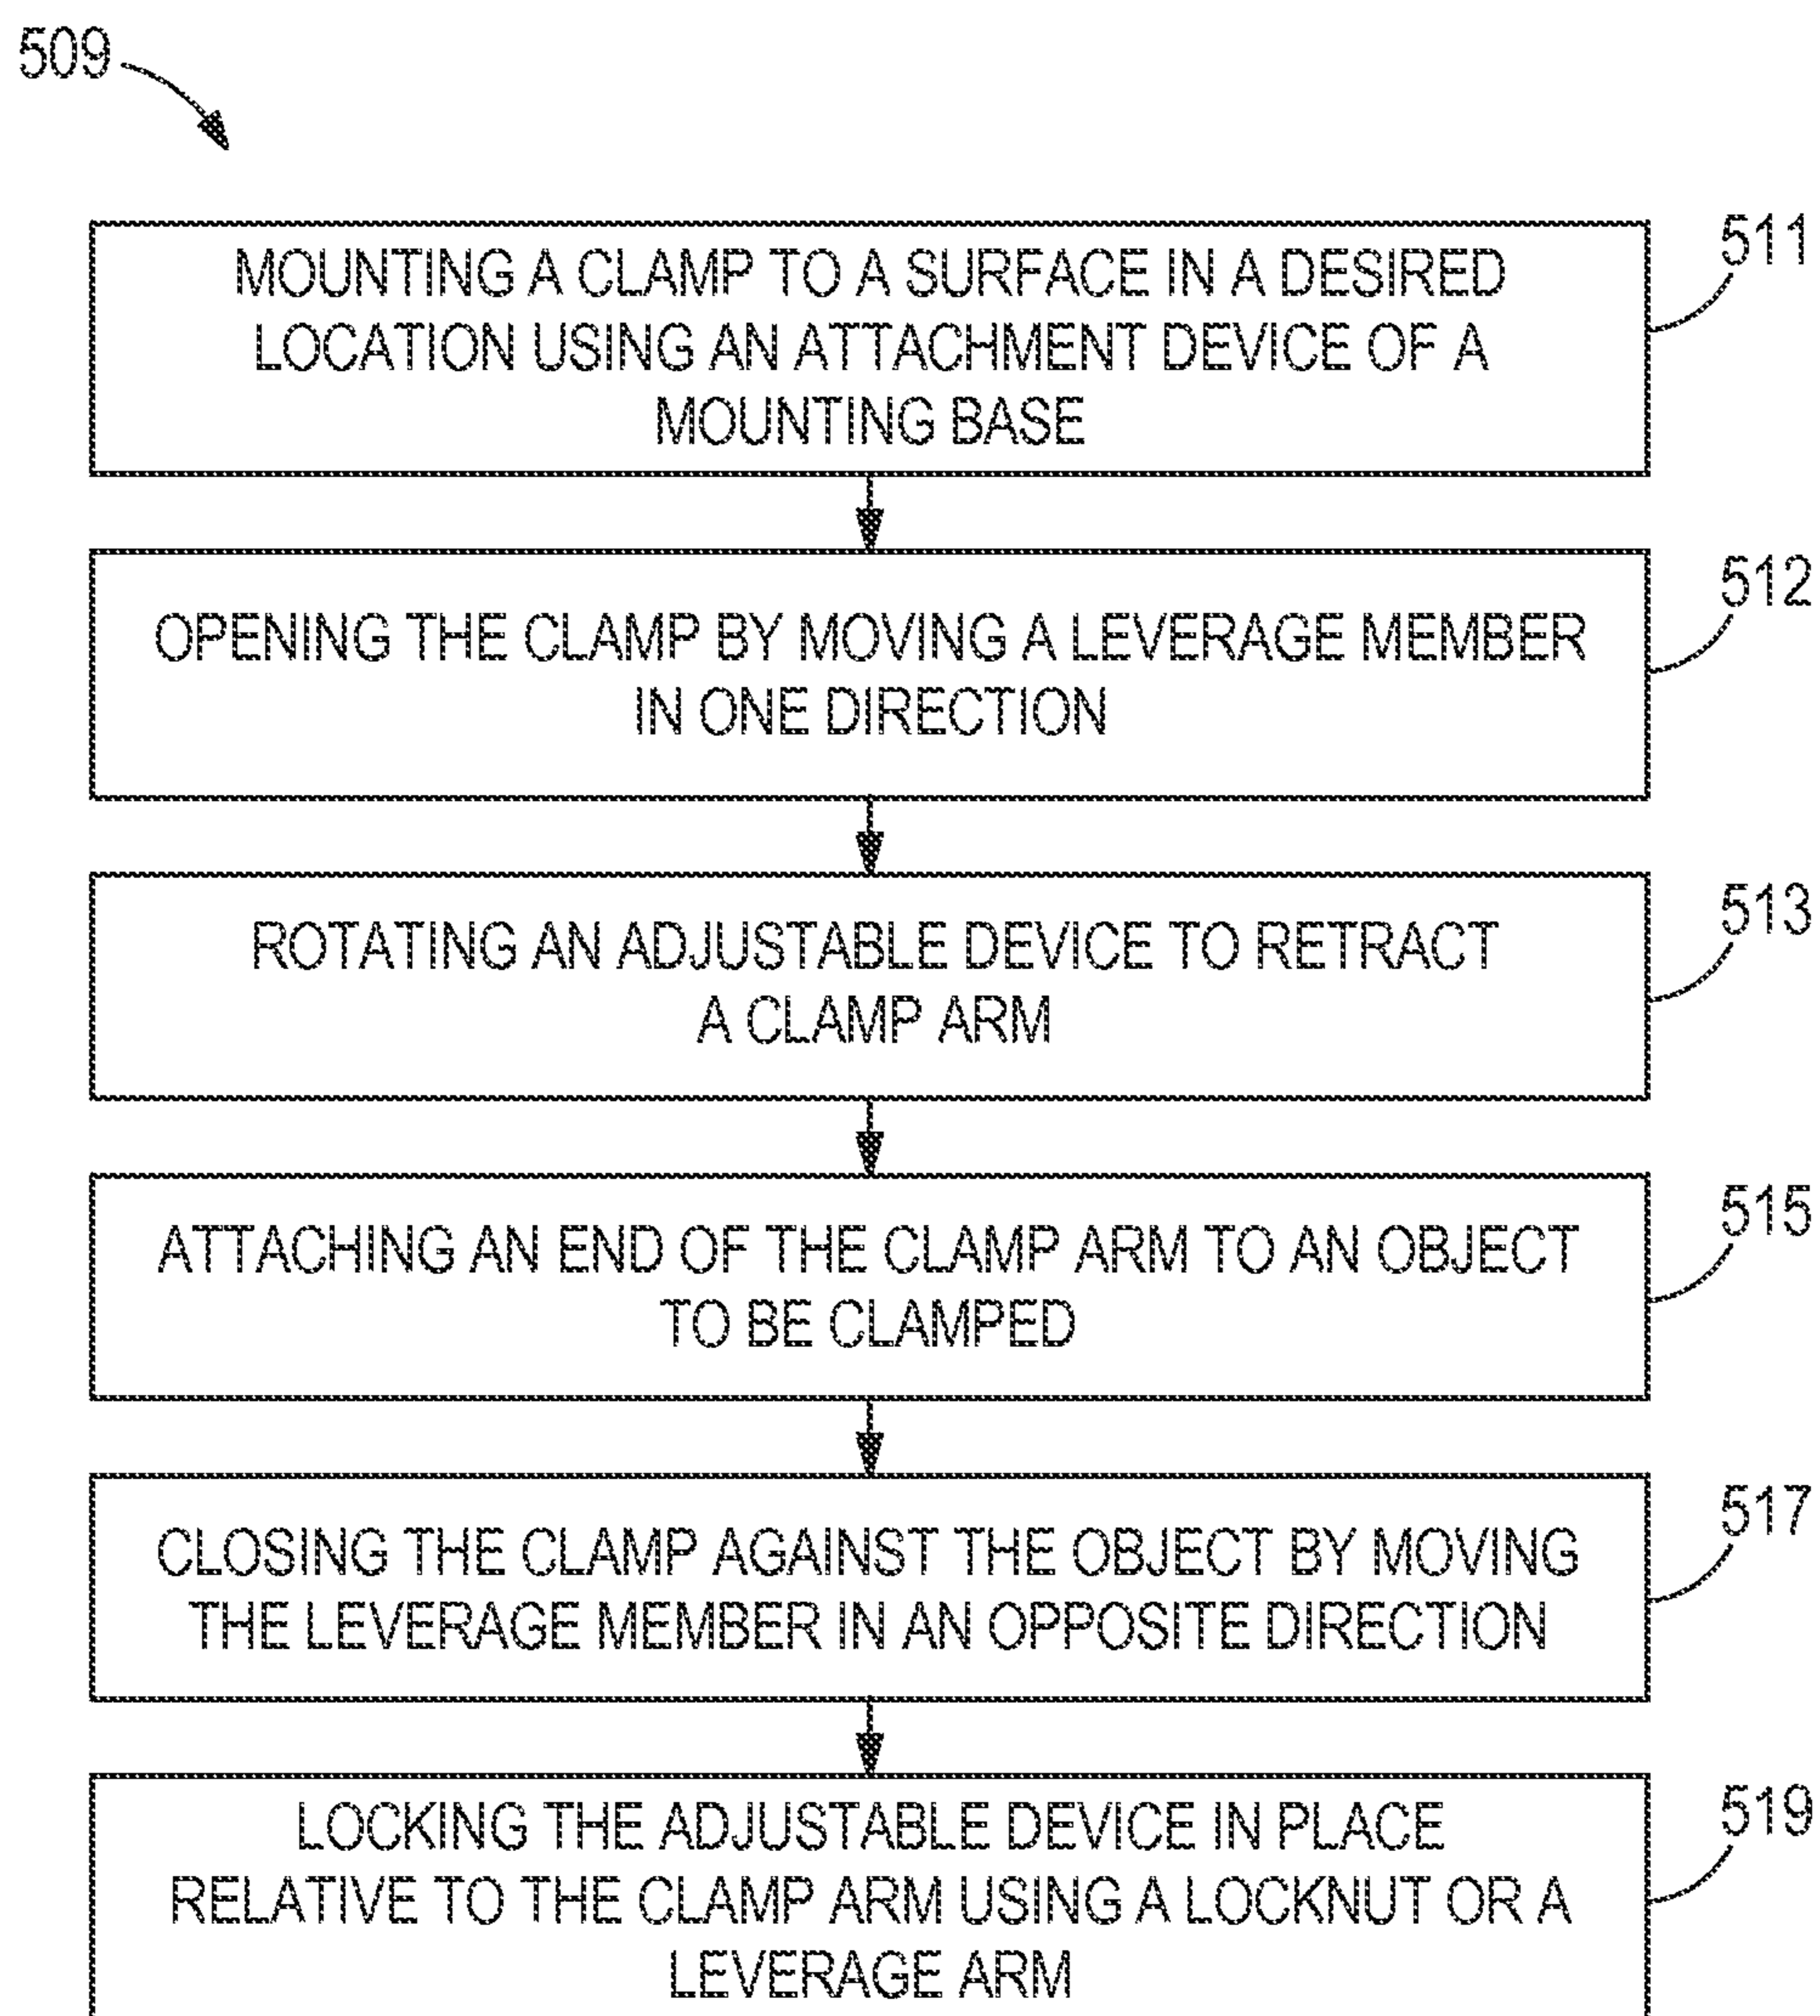 509
511
MOUNTING A CLAMP TO A SURFACE IN A DESIRED
LOCATION USING AN ATTACHMENT DEVICE OF A
MOUNTING BASE
512
OPENING THE CLAMP BY MOVING A LEVERAGE MEMBER
IN ONE DIRECTION
513
ROTATING AN ADJUSTABLE DEVICE TO RETRACT
A CLAMP ARM
515
ATTACHING AN END OF THE CLAMP ARM TO AN OBJECT
TO BE CLAMPED
517
CLOSING THE CLAMP AGAINST THE OBJECT BY MOVING
THE LEVERAGE MEMBER IN AN OPPOSITE DIRECTION
519
LOCKING THE ADJUSTABLE DEVICE IN PLACE
RELATIVE TO THE CLAMP ARM USING A LOCKNUT OR A
LEVERAGE ARM